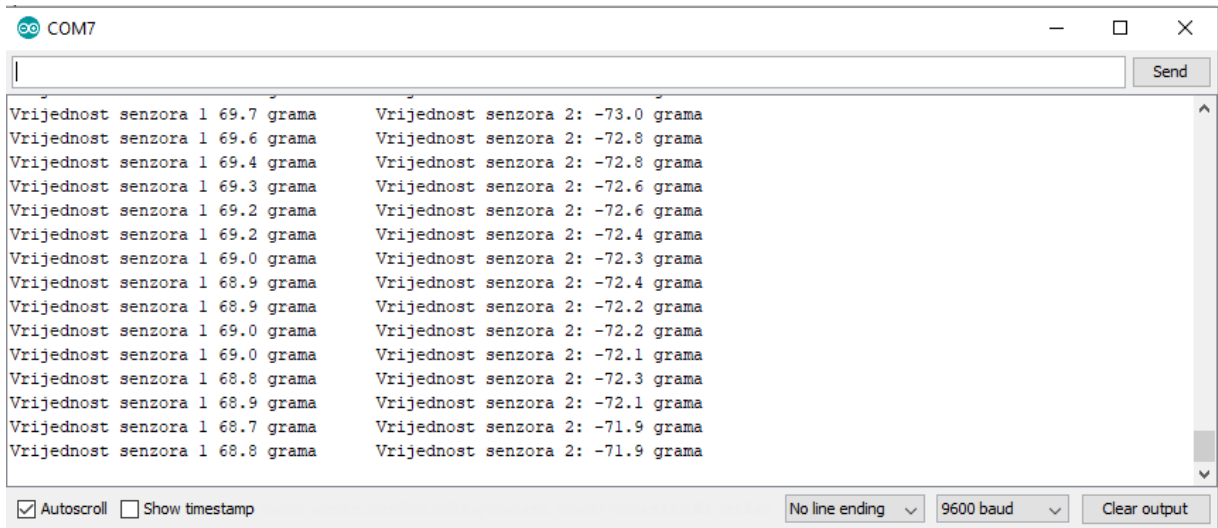 COM7
Send
Vrijednost senzora 1 69.7 grama Vrijednost senzora 2: -73.0 grama
Vrijednost senzora 1 69.6 grama Vrijednost senzora 2: -72.8 grama
Vrijednost senzora 1 69.4 grama Vrijednost senzora 2: -72.8 grama
Vrijednost senzora 1 69.3 grama Vrijednost senzora 2: -72.6 grama
Vrijednost senzora 1 69.2 grama Vrijednost senzora 2: -72.6 grama
Vrijednost senzora 1 69.2 grama Vrijednost senzora 2: -72.4 grama
Vrijednost senzora 1 69.0 grama Vrijednost senzora 2: -72.3 grama
Vrijednost senzora 1 68.9 grama Vrijednost senzora 2: -72.4 grama
Vrijednost senzora 1 68.9 grama Vrijednost senzora 2: -72.2 grama
Vrijednost senzora 1 69.0 grama Vrijednost senzora 2: -72.2 grama
Vrijednost senzora 1 69.0 grama Vrijednost senzora 2: -72.1 grama
Vrijednost senzora 1 68.8 grama Vrijednost senzora 2: -72.3 grama
Vrijednost senzora 1 68.9 grama Vrijednost senzora 2: -72.1 grama
Vrijednost senzora 1 68.7 grama Vrijednost senzora 2: -71.9 grama
Vrijednost senzora 1 68.8 grama Vrijednost senzora 2: -71.9 grama
Autoscroll Show timestamp No line ending 9600 baud Clear output